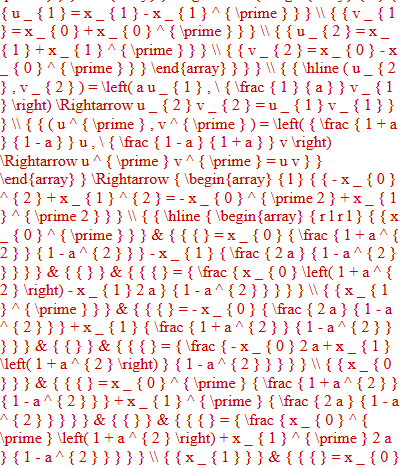 { u _ { 1 } = x _ { 1 } - x _ { 1 } ^ { \prime } } } \\ { { v _ { 1 }
= x _ { 0 } + x _ { 0 } ^ { \prime } } } \\ { { u _ { 2 } = x _
{ 1 } + x _ { 1 } ^ { \prime } } } \\ { { v _ { 2 } = x _ { 0 } - x
_ { 0 } ^ { \prime } } } \end{array} } } } \\ { { \hline ( u _ { 2
} , v _ { 2 } ) = \left( a u _ { 1 } , \ { \frac { 1 } { a } } v _ { 1
} \right) \Rightarrow u _ { 2 } v _ { 2 } = u _ { 1 } v _ { 1 } }
} \\ { { ( u ^ { \prime } , v ^ { \prime } ) = \left( { \frac { 1 + a
} { 1 - a } } u , \ { \frac { 1 - a } { 1 + a } } v \right)
\Rightarrow u ^ { \prime } v ^ { \prime } = u v } }
\end{array} } \Rightarrow { \begin{array} {1} { { - x _ { 0 }
^ { 2 } + x _ { 1 } ^ { 2 } = - x _ { 0 } ^ { \prime 2 } + x _ { 1 }
^ { \prime 2 } } } \\ { { \hline { \begin{array} { r l r l } { { x
_ { 0 } ^ { \prime } } } & { { { } = x _ { 0 } { \frac { 1 + a ^ { 2
} } { 1 - a ^ { 2 } } } - x _ { 1 } { \frac { 2 a } { 1 - a ^ { 2 }
} } } } & { { } } & { { { } = { \frac { x _ { 0 } \left( 1 + a ^ {
2 } \right) - x _ { 1 } 2 a } { 1 - a ^ { 2 } } } } } \\ { { x _ { 1
} ^ { \prime } } } & { { { } = - x _ { 0 } { \frac { 2 a } { 1 - a
^ { 2 } } } + x _ { 1 } { \frac { 1 + a ^ { 2 } } { 1 - a ^ { 2 } }
} } } & { { } } & { { { } = { \frac { - x _ { 0 } 2 a + x _ { 1 }
\left( 1 + a ^ { 2 } \right) } { 1 - a ^ { 2 } } } } } \\ { { x _ { 0
} } } & { { { } = x _ { 0 } ^ { \prime } { \frac { 1 + a ^ { 2 } }
{ 1 - a ^ { 2 } } } + x _ { 1 } ^ { \prime } { \frac { 2 a } { 1 - a
^ { 2 } } } } } & { { } } & { { { } = { \frac { x _ { 0 } ^ {
\prime } \left( 1 + a ^ { 2 } \right) + x _ { 1 } ^ { \prime } 2 a
} { 1 - a ^ { 2 } } } } } \\ { { x _ { 1 } } } & { { { } = x _ { 0 }